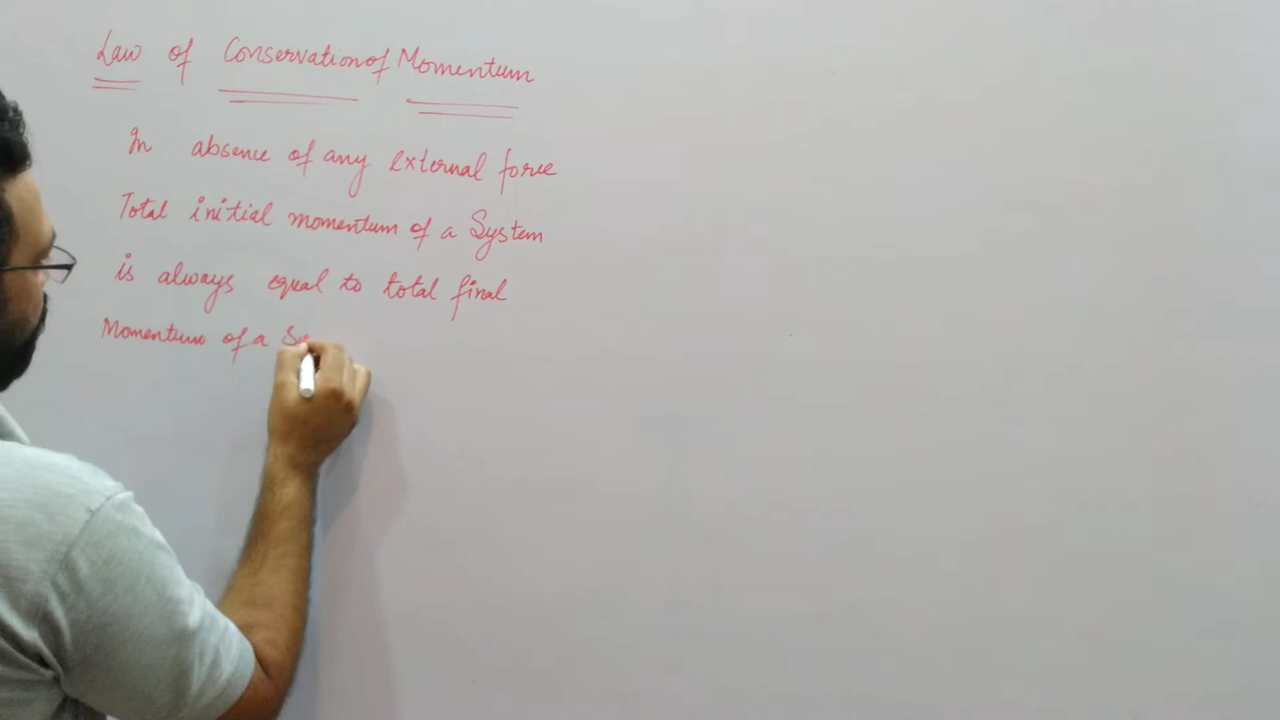 Law of Conservation of Momentum
In absence of any external force
Total initial momentum of a System
is always equal to total final
Momentum of a Sy